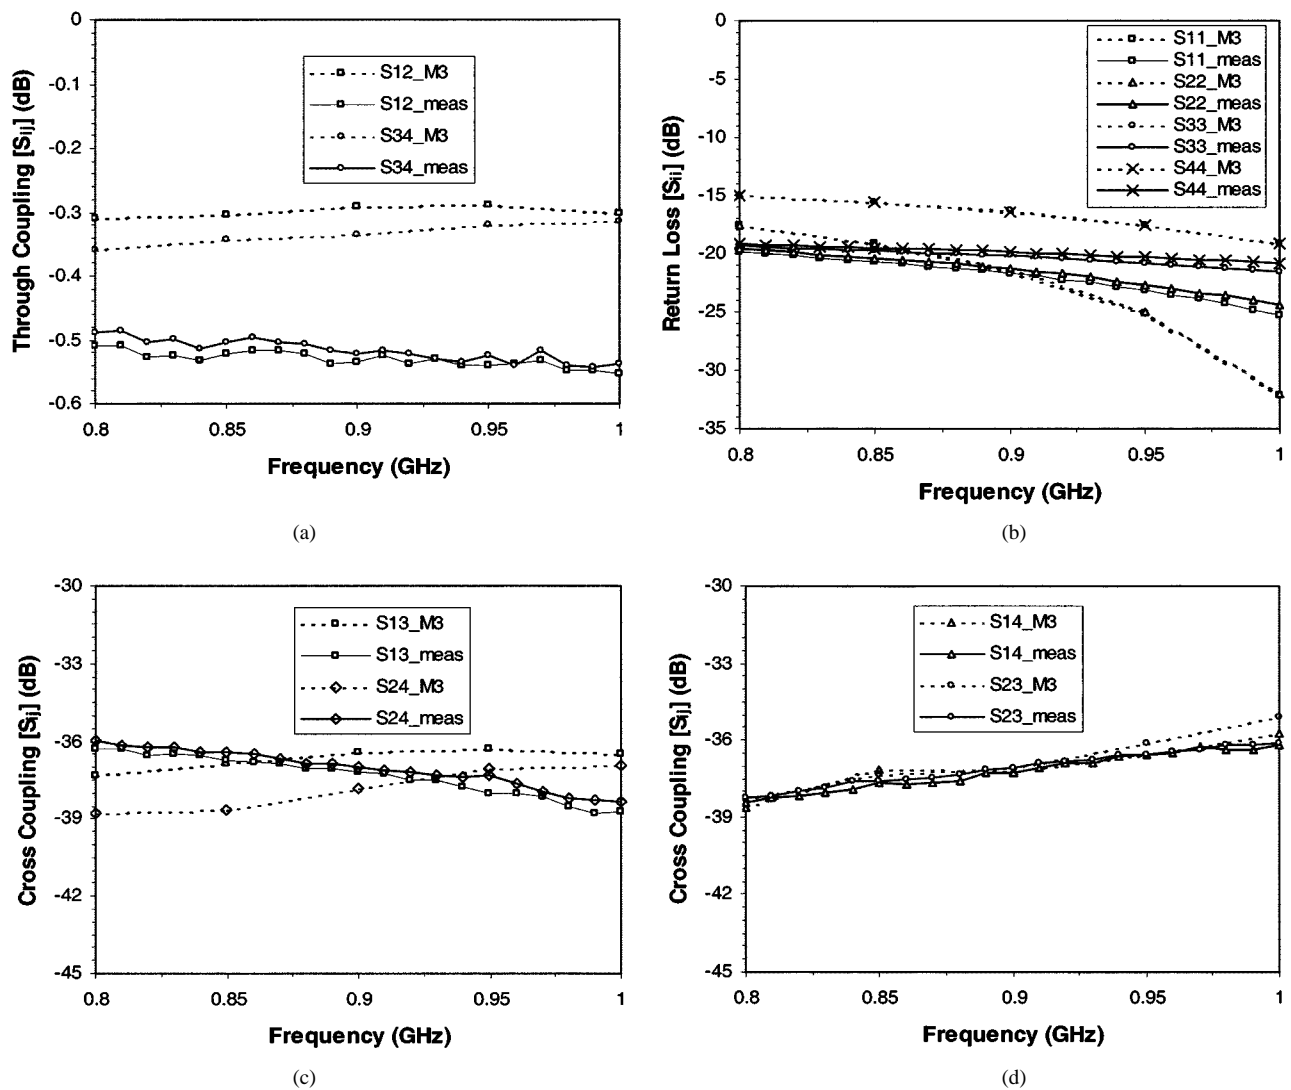 0
-0.1
-0.2
-0.3
-0.4
-0.5
-0.6
0.8
0.85
0.9
0.95
1
Through Coupling [Sij] (dB)
Frequency (GHz)
S12_M3
S12_meas
S34_M3
S34_meas
(a)
0
-5
-10
-15
-20
-25
-30
-35
0.8
0.85
0.9
0.95
1
Return Loss [Sii] (dB)
Frequency (GHz)
S11_M3
S11_meas
S22_M3
S22_meas
S33_M3
S33_meas
S44_M3
S44_meas
(b)
-30
-33
-36
-39
-42
-45
0.8
0.85
0.9
0.95
1
Cross Coupling [Sij] (dB)
Frequency (GHz)
S13_M3
S13_meas
S24_M3
S24_meas
(c)
-30
-33
-36
-39
-42
-45
0.8
0.85
0.9
0.95
1
Cross Coupling [Sij] (dB)
Frequency (GHz)
S14_M3
S14_meas
S23_M3
S23_meas
(d)